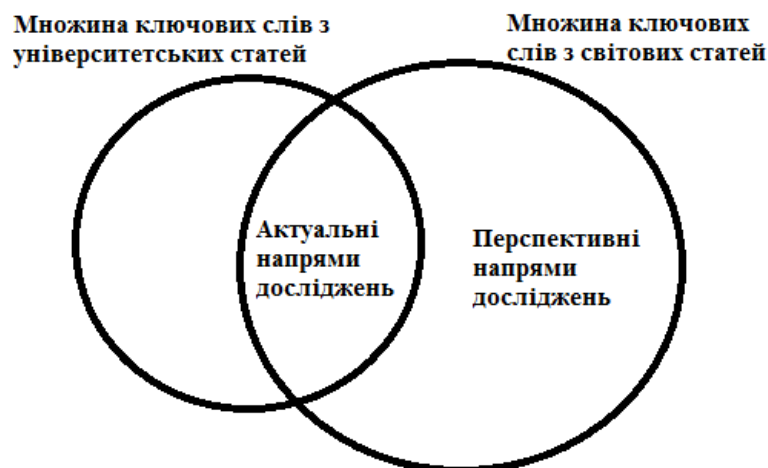 Множина ключових слів з
університетських статей
Множина ключових
слів з світових статей
Актуальні
напрями
досліджень
Перспективні
напрями
досліджень